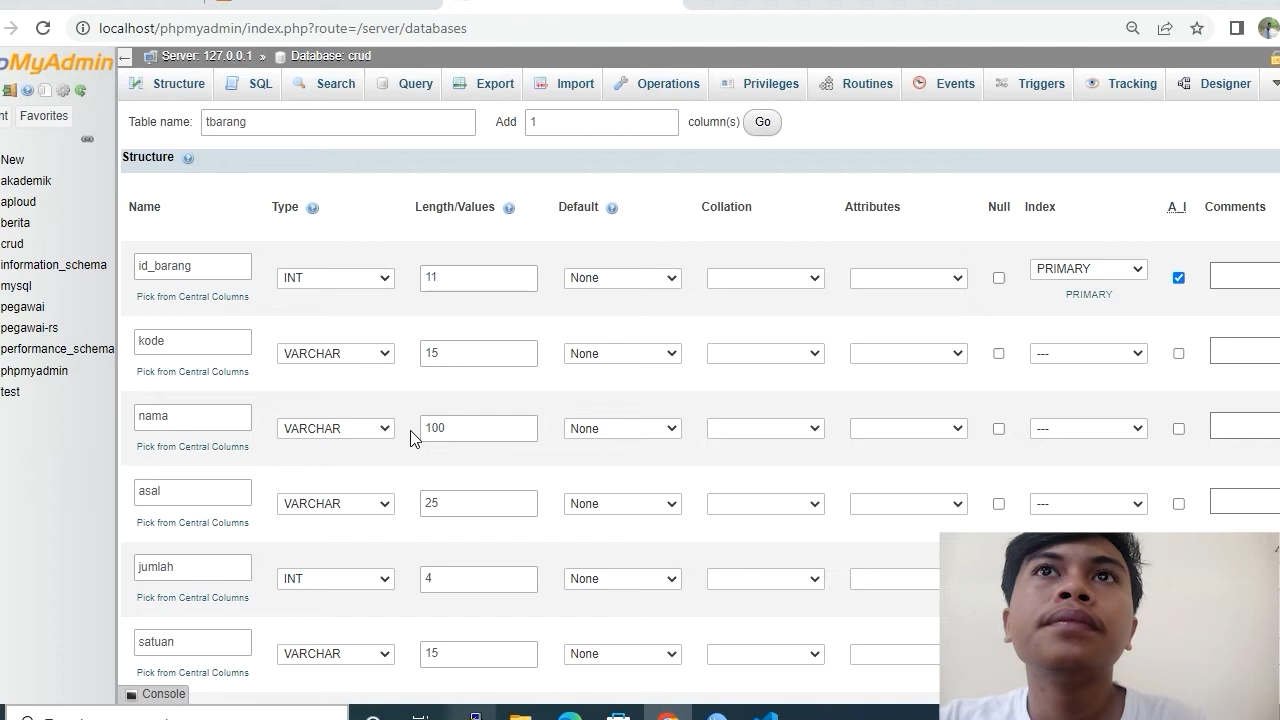 localhost/phpmyadmin/index.php?route=/server/databases
pMyAdmin
Server: 127.0.0.1 » Database: crud
Structure SQL Search Query Export Import Operations Privileges Routines Events Triggers Tracking Designer
Favorites
Table name: tbarang Add 1 column(s) Go
Structure
New
akademik
aploud
berita
crud
information_schema
mysql
pegawai
pegawai-rs
performance_schema
phpmyadmin
test
Name Type Length/Values Default Collation Attributes Null Index A_I Comments
id_barang INT 11 None PRIMARY
Pick from Central Columns PRIMARY
kode VARCHAR 15 None ---
Pick from Central Columns
nama VARCHAR 100 None ---
Pick from Central Columns
asal VARCHAR 25 None ---
Pick from Central Columns
jumlah INT 4 None
Pick from Central Columns
satuan VARCHAR 15 None
Pick from Central Columns
Console